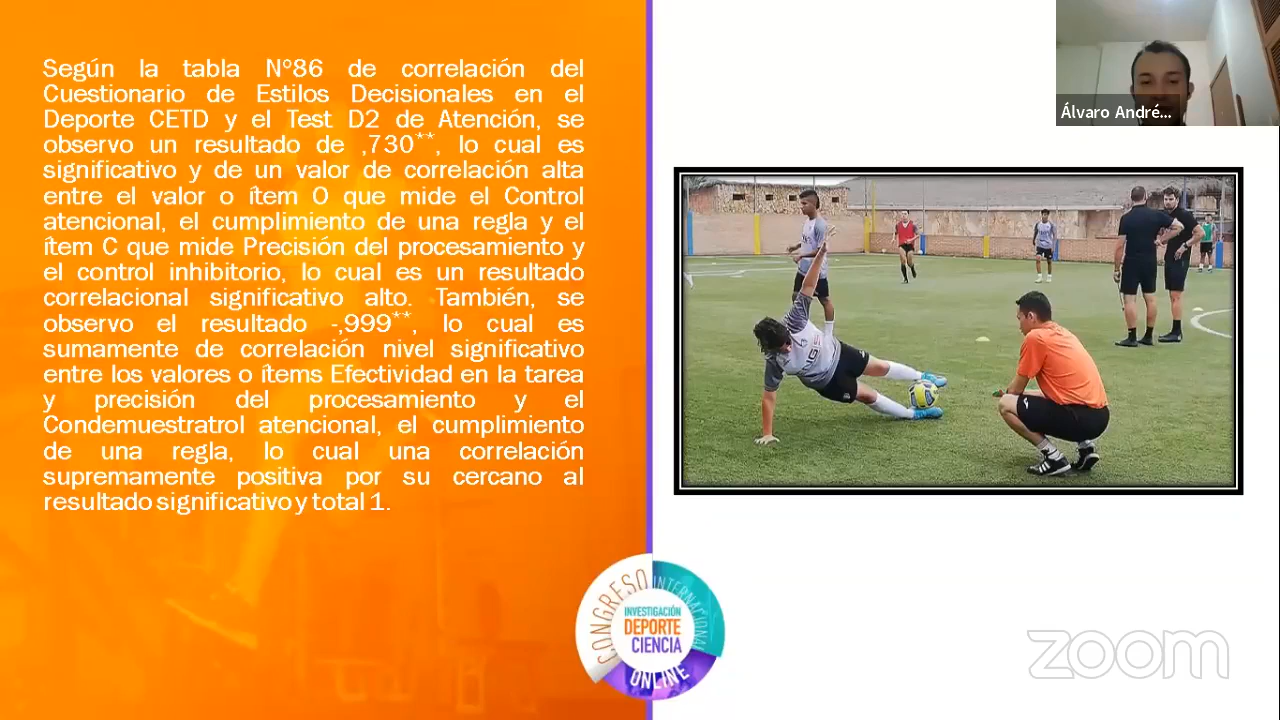 Según la tabla Nº86 de correlación del
Cuestionario de Estilos Decisionales en el
Deporte CETD y el Test D2 de Atención, se
observo un resultado de ,730**, lo cual es
significativo y de un valor de correlación alta
entre el valor o ítem O que mide el Control
atencional, el cumplimiento de una regla y el
ítem C que mide Precisión del procesamiento y
el control inhibitorio, lo cual es un resultado
correlacional significativo alto. También, se
observo el resultado -,999**, lo cual es
sumamente de correlación nivel significativo
entre los valores o ítems Efectividad en la tarea
y precisión del procesamiento y el
Condemuestratrol atencional, el cumplimiento
de una regla, lo cual una correlación
supremamente positiva por su cercano al
resultado significativo y total 1.
Álvaro André...
CONGRESO INTERNACIONAL
INVESTIGACIÓN
DEPORTE
CIENCIA
ONLINE
zoom